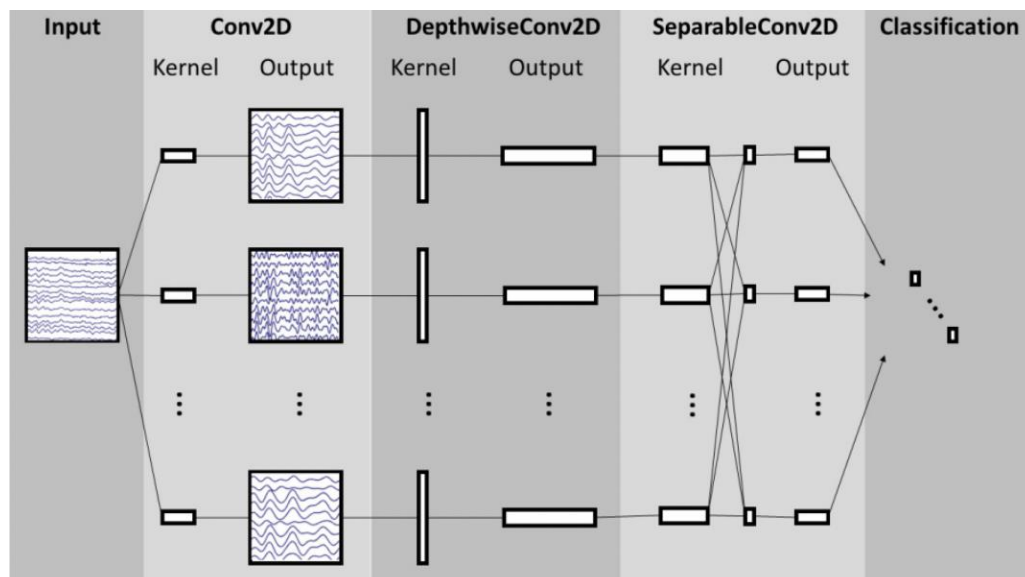 Input Conv2D DepthwiseConv2D SeparableConv2D Classification
Kernel Output Kernel Output Kernel Output